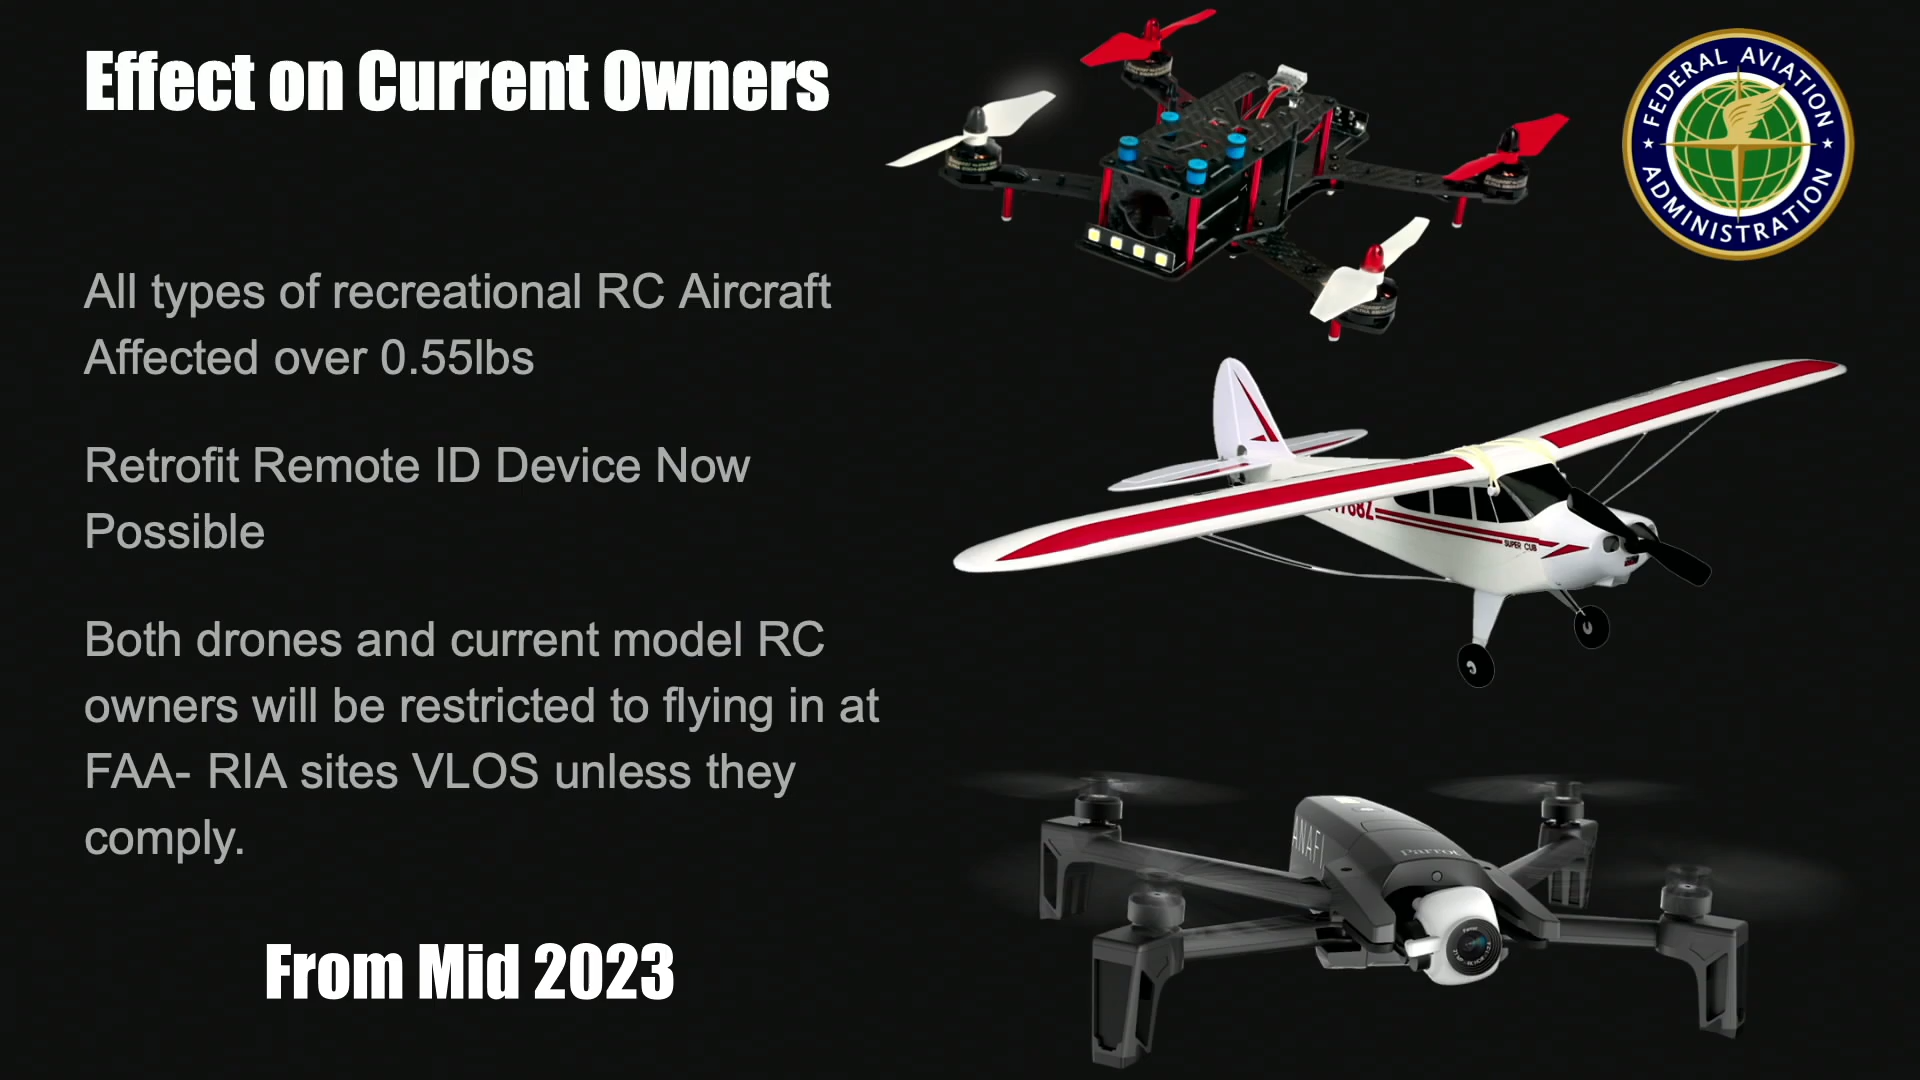 Effect on Current Owners
FEDERAL AVIATION
ADMINISTRATION
All types of recreational RC Aircraft
Affected over 0.55lbs
Retrofit Remote ID Device Now
Possible
Both drones and current model RC
owners will be restricted to flying in at
FAA- RIA sites VLOS unless they
comply.
From Mid 2023
SUPER CUB
ANAFI
Parrot